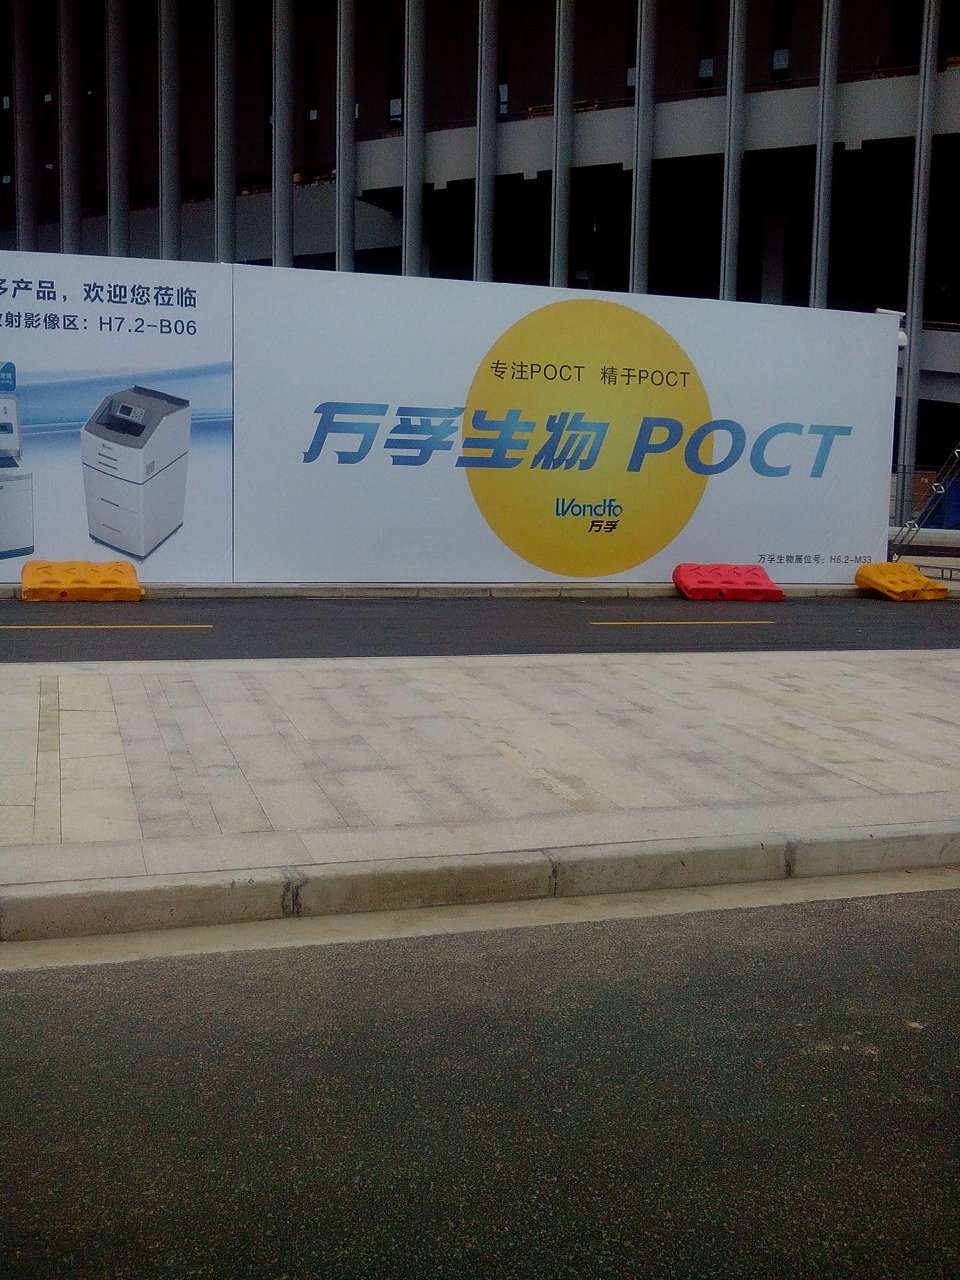 多产品，欢迎您莅临
放射影像区：H7.2-B06
专注POCT 精于POCT
万孚生物 POCT
Wondfo
万孚
万孚生物展位号：H6.2-M33